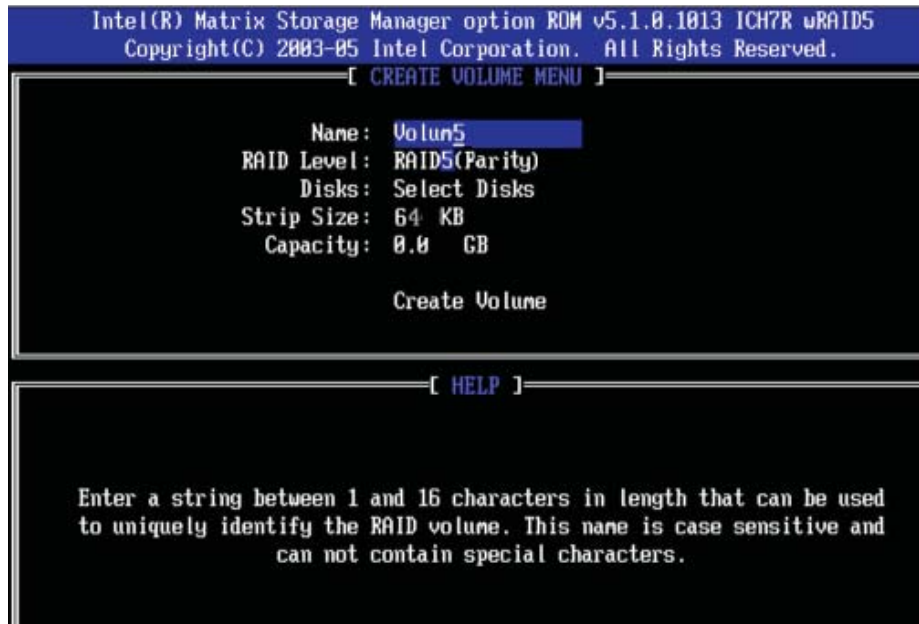 Intel(R) Matrix Storage Manager option ROM v5.1.0.1013 ICH7R wRAID5
Copyright(C) 2003-05 Intel Corporation. All Rights Reserved.
[ CREATE VOLUME MENU ]
Name: Volum5
RAID Level: RAID5(Parity)
Disks: Select Disks
Strip Size: 64 KB
Capacity: 0.0 GB
Create Volume
[ HELP ]
Enter a string between 1 and 16 characters in length that can be used
to uniquely identify the RAID volume. This name is case sensitive and
can not contain special characters.